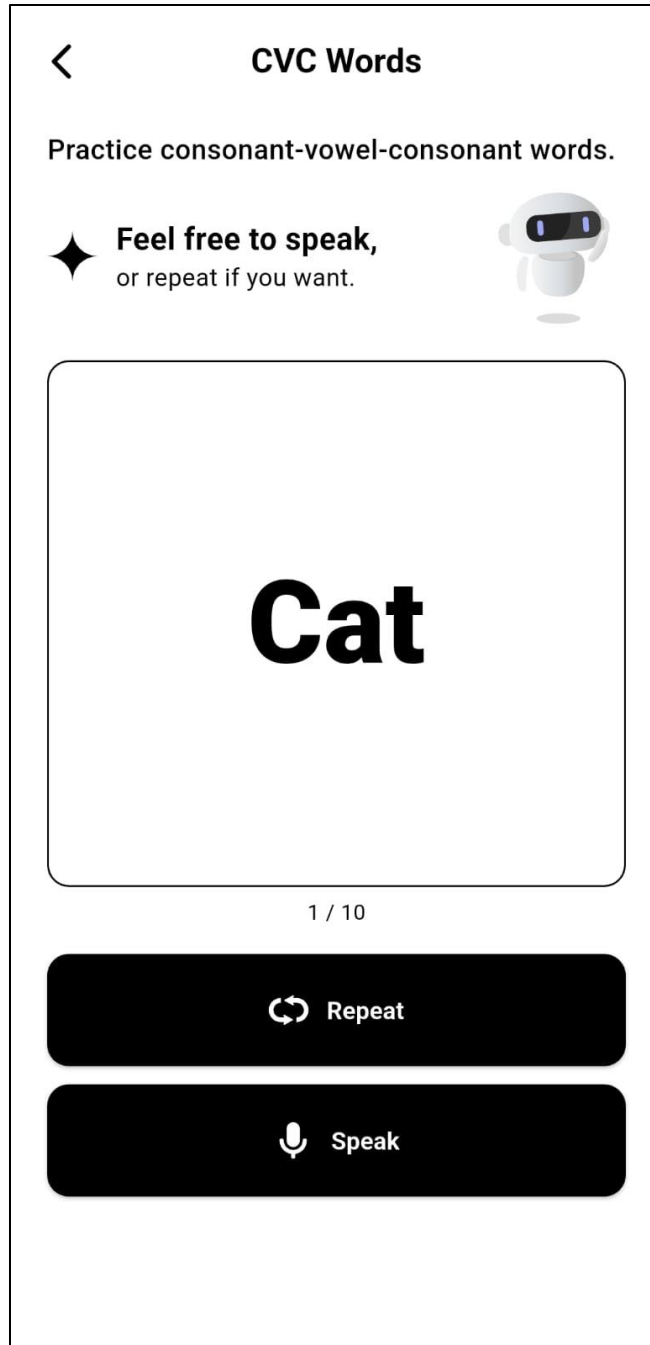 CVC Words
Practice consonant-vowel-consonant words.
Feel free to speak,
or repeat if you want.
Cat
1 / 10
Repeat
Speak